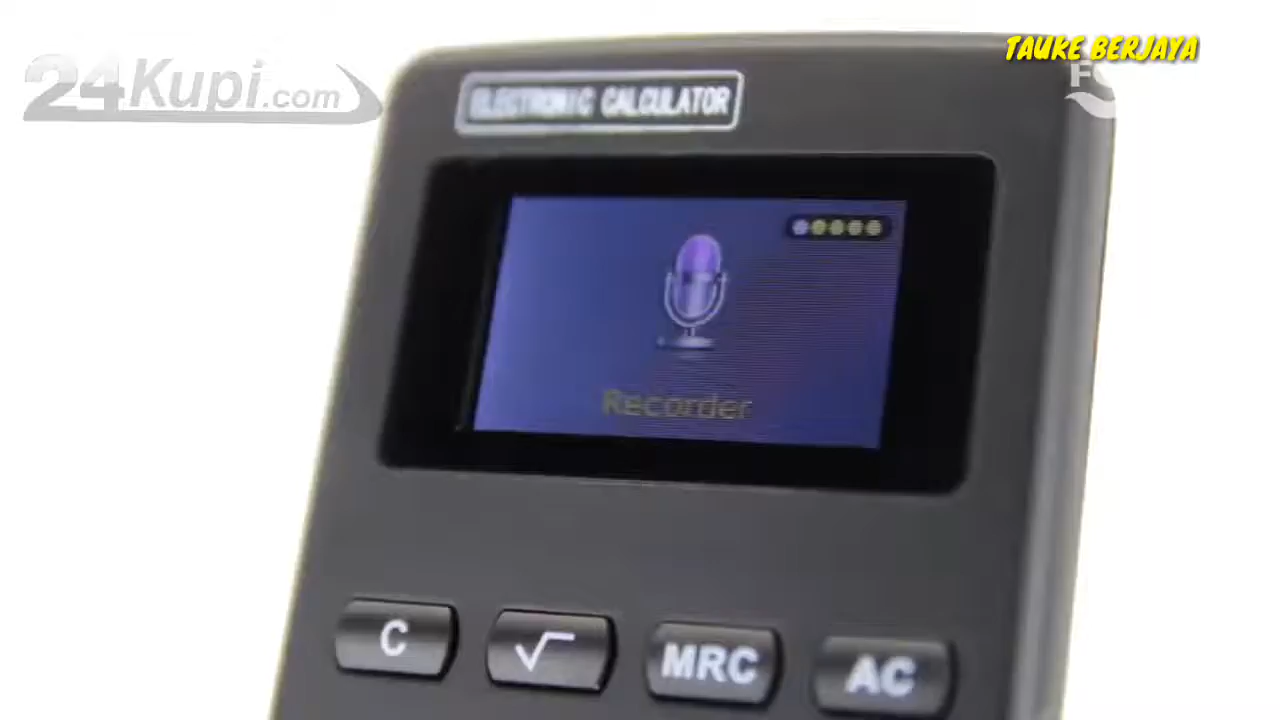 TAUKE BERJAYA
24Kupi.com
ELECTRONIC CALCULATOR
Recorder
C
√
MRC
AC